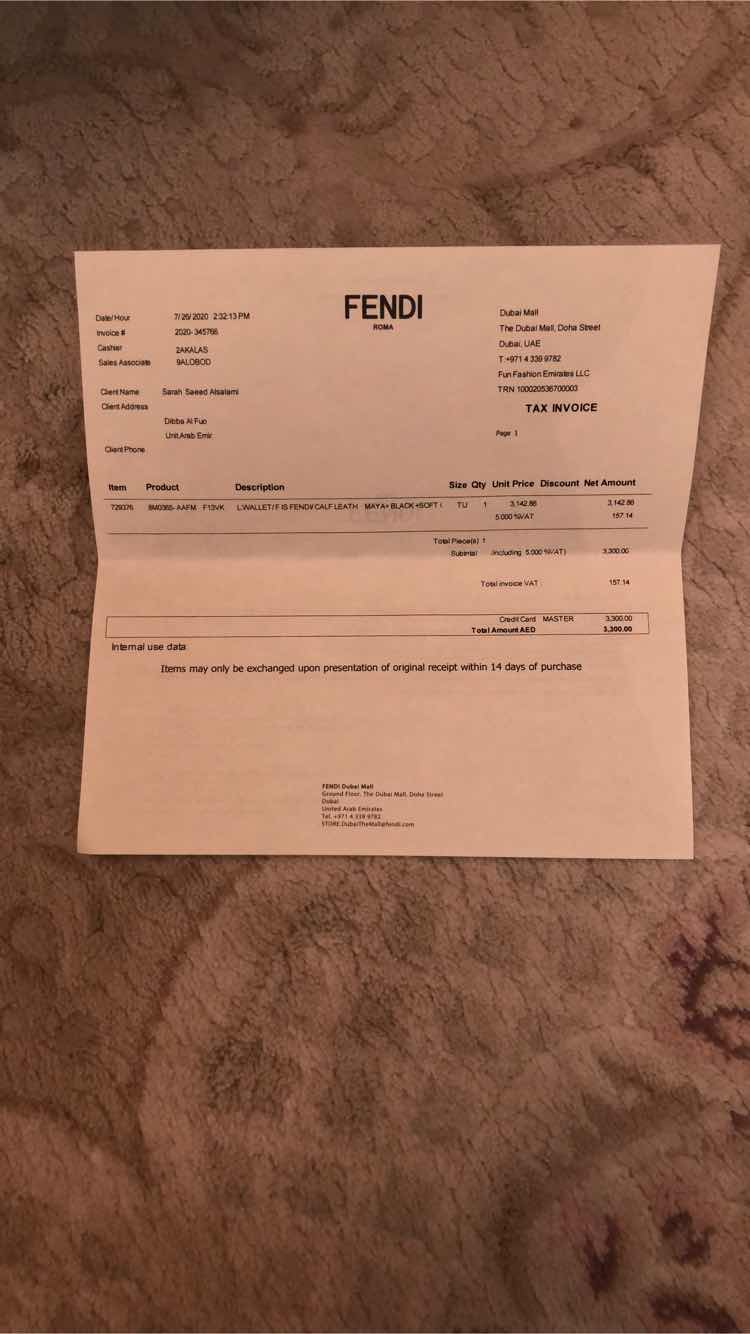 FENDI
ROMA
Date/Hour 7/26/2020 2:32:13 PM
Invoice # 2020-345766
Cashier 2AKALAS
Sales Associate 9ALOBOD
Client Name Sarah Saeed Alsalami
Client Address
Dibba Al Fuo
Unit Arab Emir
Client Phone
Dubai Mall
The Dubai Mall, Doha Street
Dubai, UAE
T +971 4 339 9782
Fun Fashion Emirates LLC
TRN 100020536700003
TAX INVOICE
Page 1
Item Product Description Size Qty Unit Price Discount Net Amount
729376 8M0365-AAFM F13VK L.WALLET/F IS FENDI/CALF LEATH MAYA+BLACK+SOFT ( TU 1 3,142.86 3,142.86
5.000 %VAT 157.14
Total Piece(s) 1
Subtotal (including 5.000 %VAT) 3,300.00
Total invoice VAT : 157.14
Credit Card MASTER 3,300.00
Total Amount AED 3,300.00
Internal use data:
Items may only be exchanged upon presentation of original receipt within 14 days of purchase
FENDI Dubai Mall
Ground Floor, The Dubai Mall, Doha Street
Dubai
United Arab Emirates
Tel. +971 4 339 9782
STORE.DubaiTheMall@fendi.com